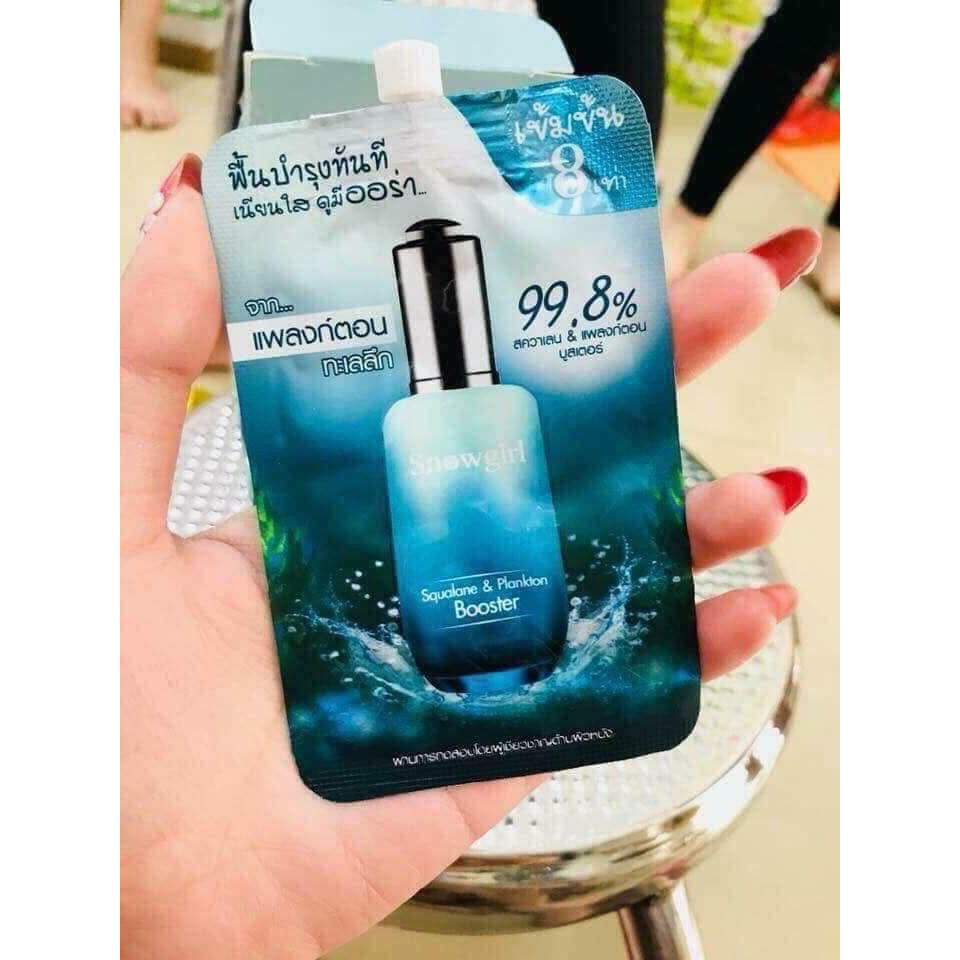 ฟื้นบำรุงทันที
เนียนใส ดูมีออร่า...
เข้มข้น
8 เท่า
จาก...
แพลงก์ตอน
ทะเลลึก
99.8%
สควาเลน & แพลงก์ตอน
บูสเตอร์
Snowgirl
Squalane & Plankton
Booster
ผ่านการทดสอบโดยผู้เชี่ยวชาญด้านผิวหนัง